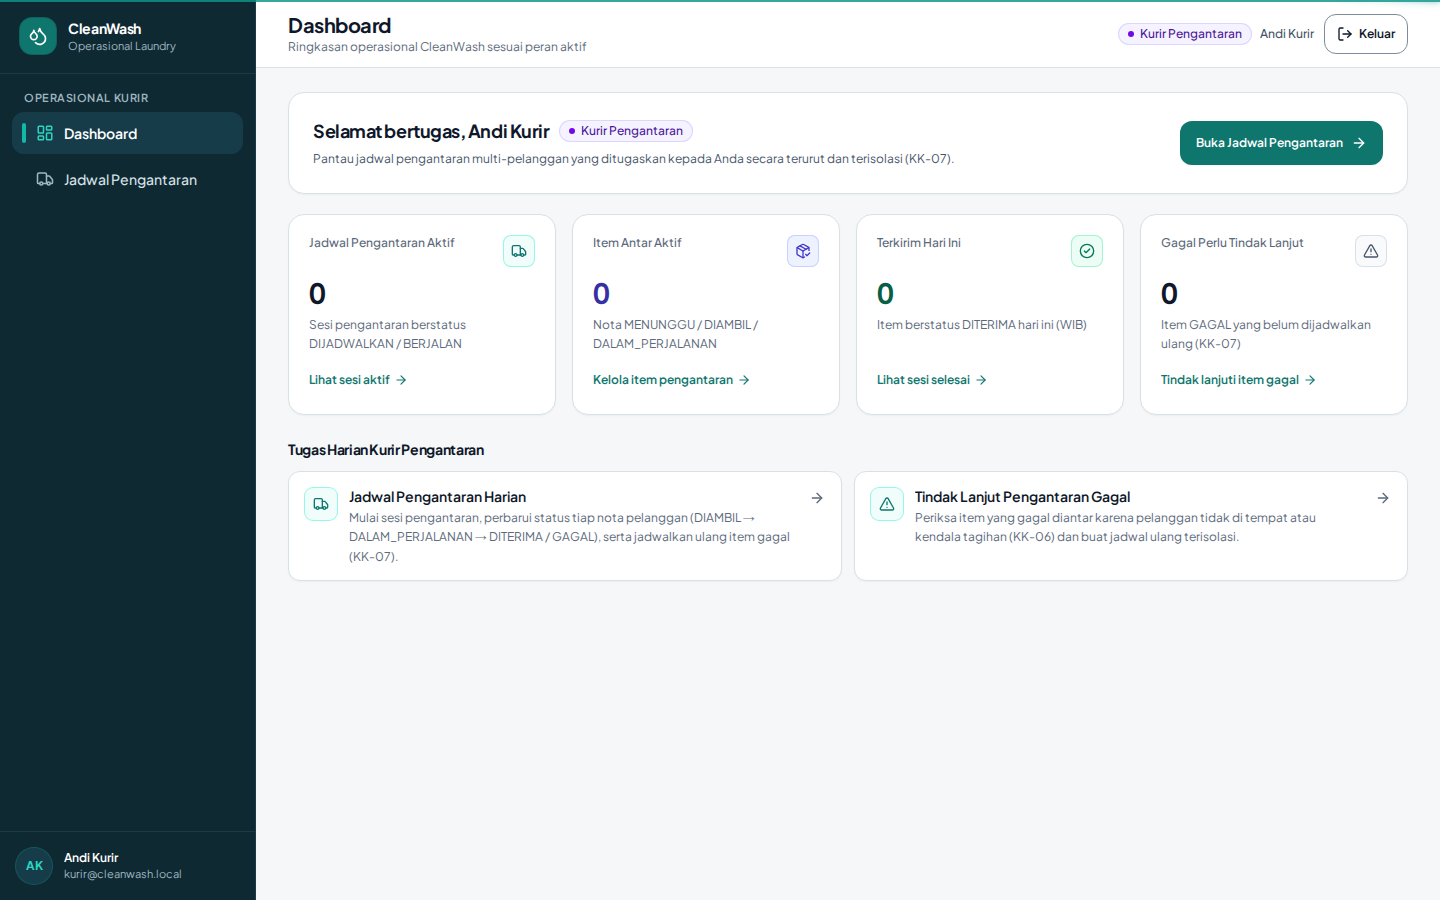 CleanWash
Operasional Laundry
OPERASIONAL KURIR
Dashboard
Jadwal Pengantaran
AK
Andi Kurir
kurir@cleanwash.local
Dashboard
Ringkasan operasional CleanWash sesuai peran aktif
Kurir Pengantaran
Andi Kurir
Keluar
Selamat bertugas, Andi Kurir
Kurir Pengantaran
Pantau jadwal pengantaran multi-pelanggan yang ditugaskan kepada Anda secara terurut dan terisolasi (KK-07).
Buka Jadwal Pengantaran →
Jadwal Pengantaran Aktif
0
Sesi pengantaran berstatus
DIJADWALKAN / BERJALAN
Lihat sesi aktif →
Item Antar Aktif
0
Nota MENUNGGU / DIAMBIL /
DALAM_PERJALANAN
Kelola item pengantaran →
Terkirim Hari Ini
0
Item berstatus DITERIMA hari ini (WIB)
Lihat sesi selesai →
Gagal Perlu Tindak Lanjut
0
Item GAGAL yang belum dijadwalkan
ulang (KK-07)
Tindak lanjuti item gagal →
Tugas Harian Kurir Pengantaran
Jadwal Pengantaran Harian →
Mulai sesi pengantaran, perbarui status tiap nota pelanggan (DIAMBIL →
DALAM_PERJALANAN → DITERIMA / GAGAL), serta jadwalkan ulang item gagal
(KK-07).
Tindak Lanjut Pengantaran Gagal →
Periksa item yang gagal diantar karena pelanggan tidak di tempat atau
kendala tagihan (KK-06) dan buat jadwal ulang terisolasi.